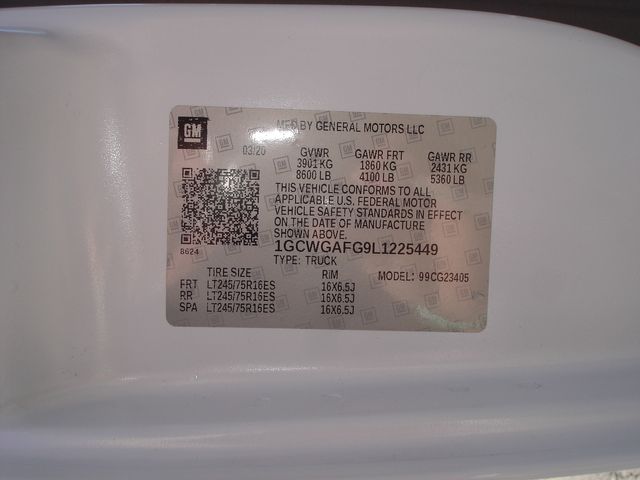 GM
MFD BY GENERAL MOTORS LLC
03/20 GVWR GAWR FRT GAWR RR
3901 KG 1860 KG 2431 KG
8600 LB 4100 LB 5360 LB
THIS VEHICLE CONFORMS TO ALL
APPLICABLE U.S. FEDERAL MOTOR
VEHICLE SAFETY STANDARDS IN EFFECT
ON THE DATE OF MANUFACTURE
SHOWN ABOVE.
8624
1GCWGAFG9L1225449
TYPE: TRUCK
TIRE SIZE RIM MODEL: 99CG23405
FRT LT245/75R16ES 16X6.5J
RR LT245/75R16ES 16X6.5J
SPA LT245/75R16ES 16X6.5J